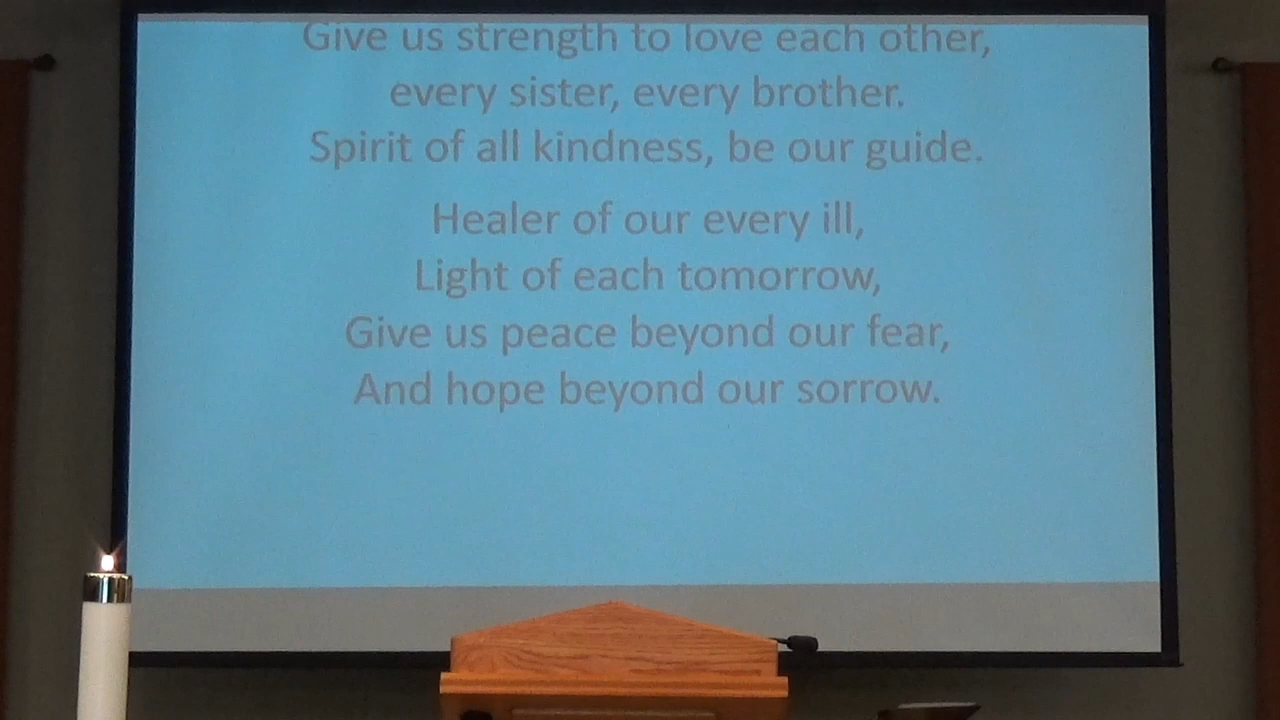 Give us strength to love each other,
every sister, every brother.
Spirit of all kindness, be our guide.
Healer of our every ill,
Light of each tomorrow,
Give us peace beyond our fear,
And hope beyond our sorrow.